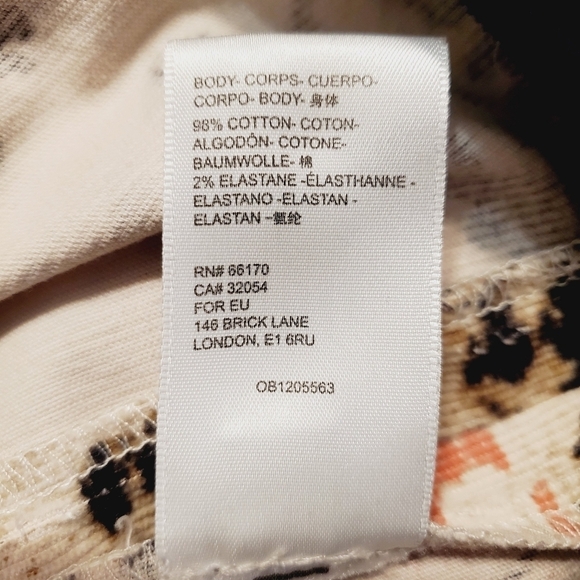 BODY- CORPS- CUERPO-
CORPO- BODY- 身体
98% COTTON- COTON-
ALGODÓN- COTONE-
BAUMWOLLE- 棉
2% ELASTANE -ÉLASTHANNE -
ELASTANO -ELASTAN -
ELASTAN -氨纶
RN# 66170
CA# 32054
FOR EU
146 BRICK LANE
LONDON, E1 6RU
OB1205563